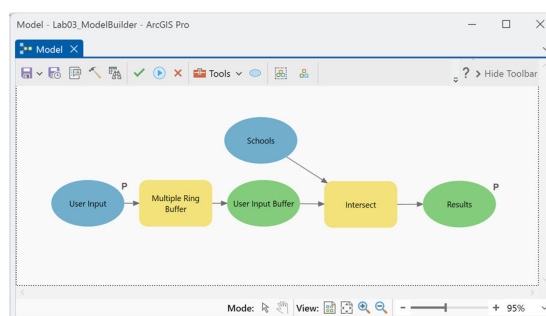 Model - Lab03_ModelBuilder - ArcGIS Pro
Model
Tools
? > Hide Toolbar
Schools
P
P
User Input
Multiple Ring
Buffer
User Input Buffer
Intersect
Results
Mode:
View:
- + 95%